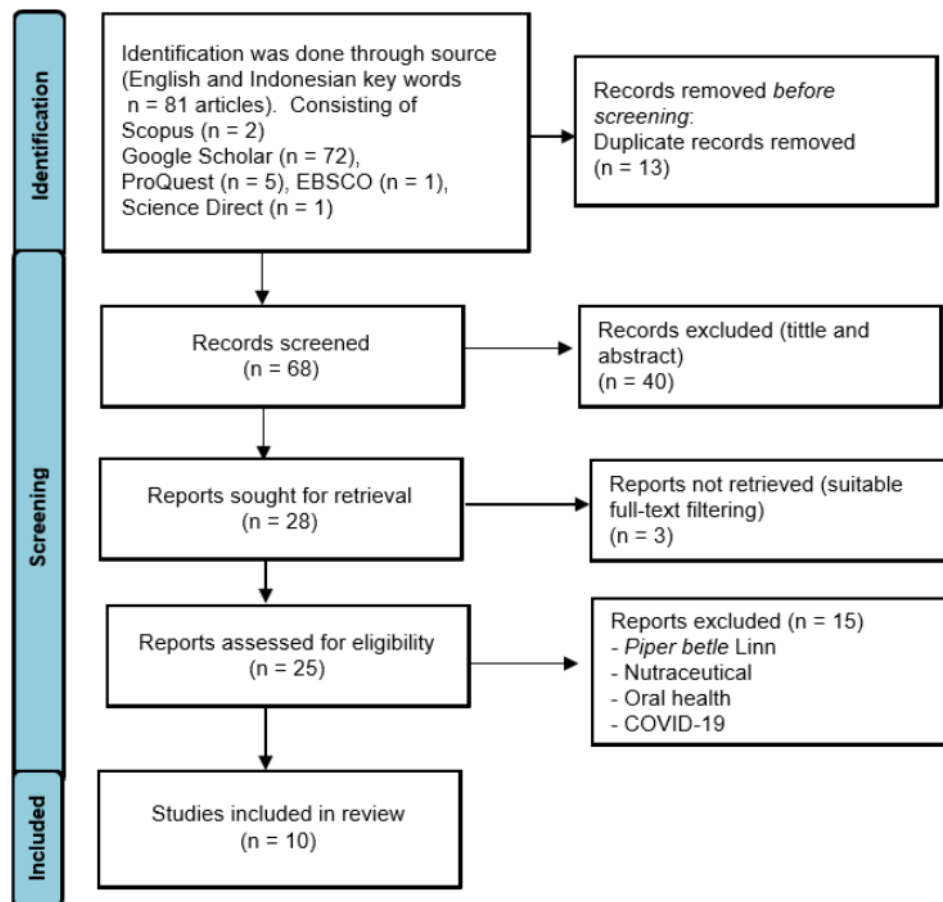 Identification
Identification was done through source
(English and Indonesian key words
n = 81 articles). Consisting of
Scopus (n = 2)
Google Scholar (n = 72),
ProQuest (n = 5), EBSCO (n = 1),
Science Direct (n = 1)
Records removed before
screening:
Duplicate records removed
(n = 13)
Screening
Records screened
(n = 68)
Records excluded (tittle and
abstract)
(n = 40)
Reports sought for retrieval
(n = 28)
Reports not retrieved (suitable
full-text filtering)
(n = 3)
Reports assessed for eligibility
(n = 25)
Reports excluded (n = 15)
- Piper betle Linn
- Nutraceutical
- Oral health
- COVID-19
Included
Studies included in review
(n = 10)